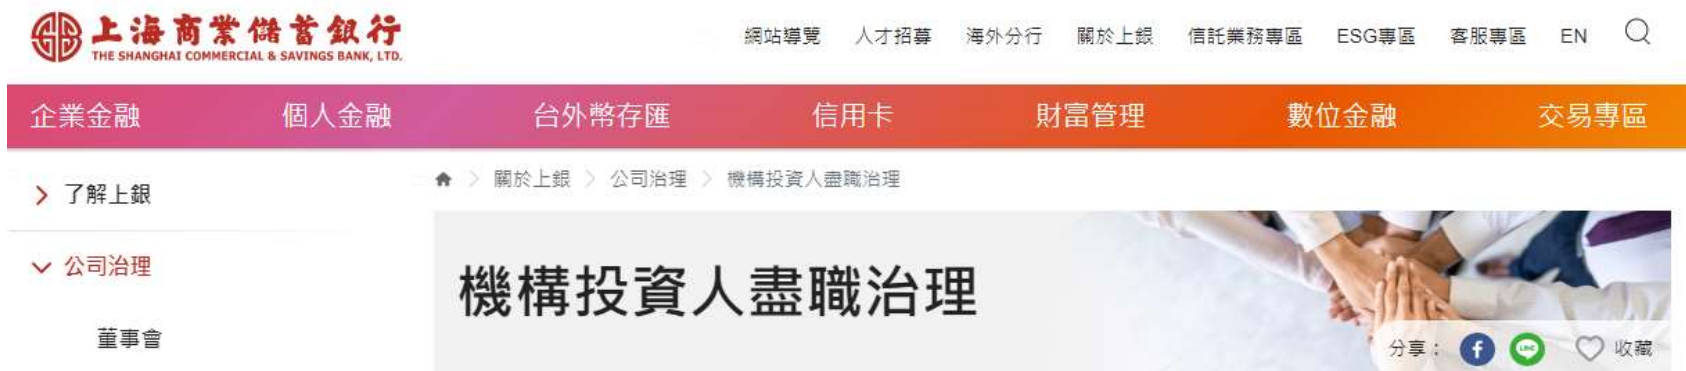 上海商業儲蓄銀行
THE SHANGHAI COMMERCIAL & SAVINGS BANK, LTD.
網站導覽 人才招募 海外分行 關於上銀 信託業務專區 ESG專區 客服專區 EN
企業金融 個人金融 台外幣存匯 信用卡 財富管理 數位金融 交易專區
了解上銀
關於上銀 > 公司治理 > 機構投資人盡職治理
公司治理
機構投資人盡職治理
董事會
分享： f LINE 收藏